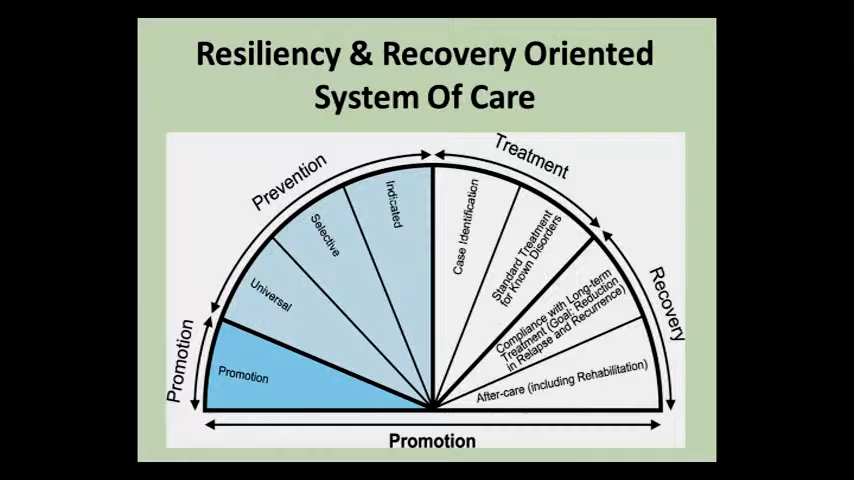 Resiliency & Recovery Oriented
System Of Care
Prevention
Treatment
Promotion
Recovery
Promotion
Universal
Selective
Indicated
Case Identification
Standard Treatment
for Known Disorders
Compliance with Long-term
Treatment (Goal: Reduction
in Relapse and Recurrence)
After-care (including Rehabilitation)
Promotion